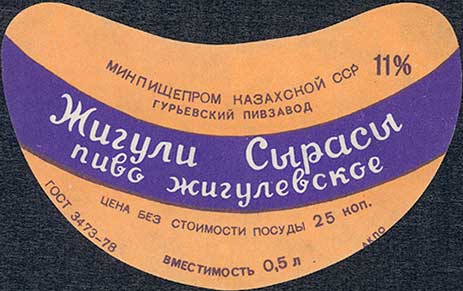 МИНПИЩЕПРОМ КАЗАХСКОЙ ССР 11%
ГУРЬЕВСКИЙ ПИВЗАВОД
Жигули Сырасы
пиво жигулевское
ЦЕНА БЕЗ СТОИМОСТИ ПОСУДЫ 25 КОП.
ГОСТ 3473-78
ВМЕСТИМОСТЬ 0,5 л
АКПО